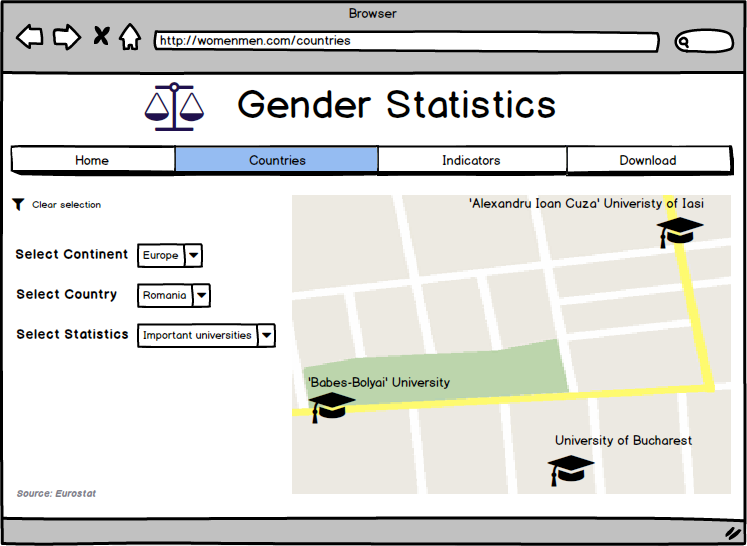 Browser
http://womenmen.com/countries
Gender Statistics
Home
Countries
Indicators
Download
Clear selection
Select Continent
Europe
Select Country
Romania
Select Statistics
Important universities
'Alexandru Ioan Cuza' Univeristy of Iasi
'Babes-Bolyai' University
University of Bucharest
Source: Eurostat